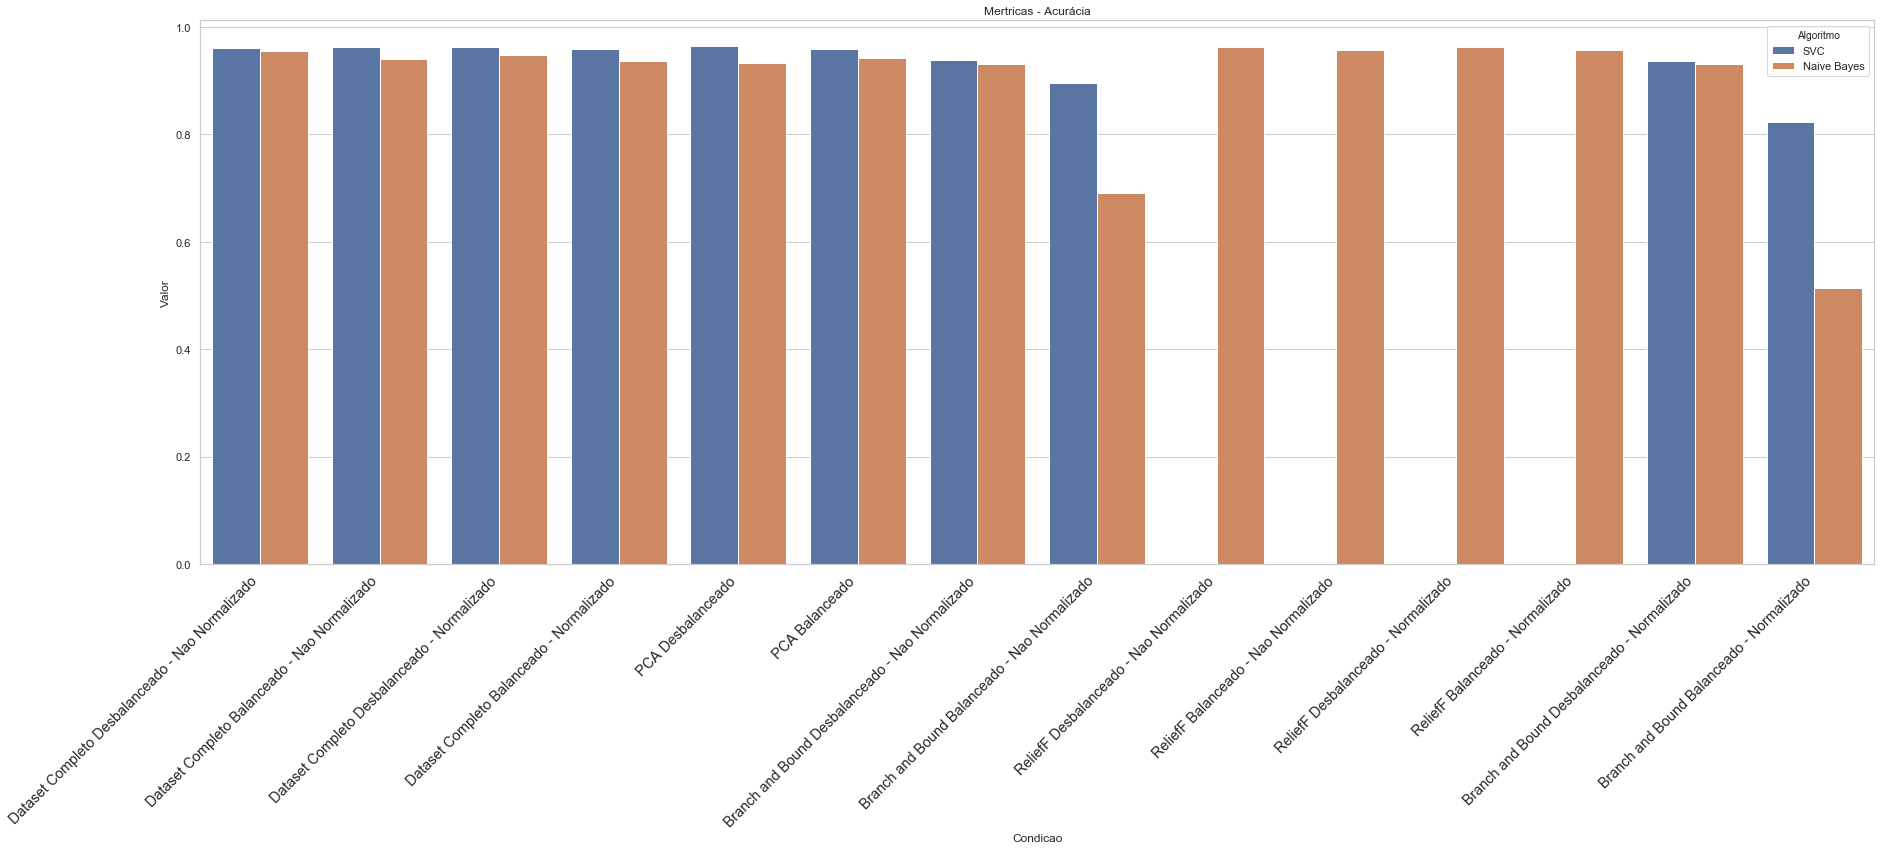 Mertricas - Acurácia
Algoritmo
SVC
Naive Bayes
Valor
1.0
0.8
0.6
0.4
0.2
0.0
Dataset Completo Desbalanceado - Nao Normalizado
Dataset Completo Balanceado - Nao Normalizado
Dataset Completo Desbalanceado - Normalizado
Dataset Completo Balanceado - Normalizado
PCA Desbalanceado
PCA Balanceado
Branch and Bound Desbalanceado - Nao Normalizado
Branch and Bound Balanceado - Nao Normalizado
ReliefF Desbalanceado - Nao Normalizado
ReliefF Balanceado - Nao Normalizado
ReliefF Desbalanceado - Normalizado
ReliefF Balanceado - Normalizado
Branch and Bound Desbalanceado - Normalizado
Branch and Bound Balanceado - Normalizado
Condicao